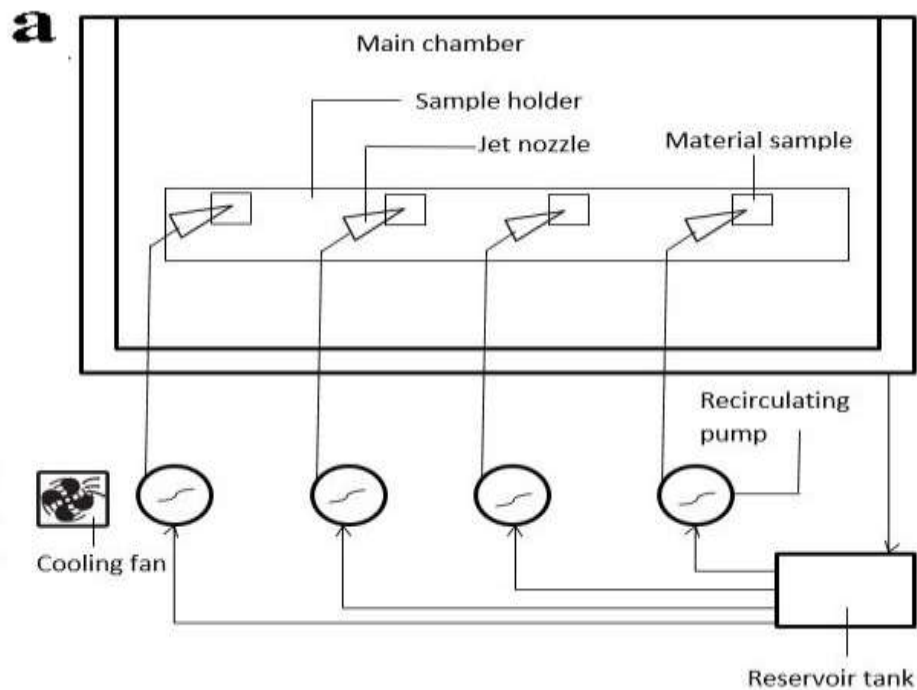 a
Main chamber
Sample holder
Jet nozzle
Material sample
Recirculating
pump
Cooling fan
Reservoir tank